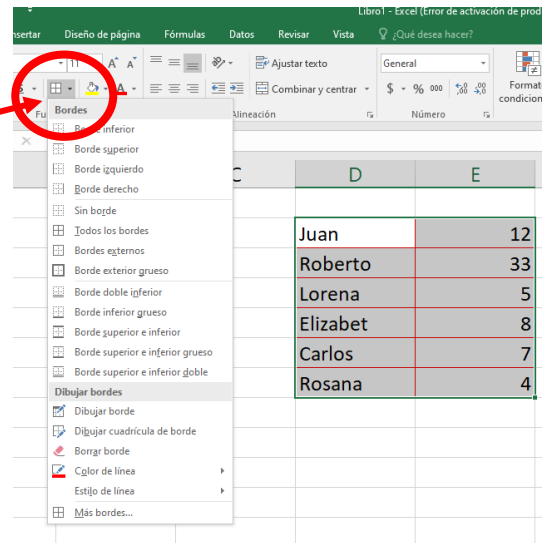 Libro1 - Excel (Error de activación de prod
nsertar Diseño de página Fórmulas Datos Revisar Vista ¿Qué desea hacer?
11 A A Ajustar texto General
S A Combinar y centrar $ % 000 Format
Fu Alineación Número condicion
Bordes
Borde inferior
Borde superior
Borde izquierdo
Borde derecho
Sin borde
Todos los bordes
Bordes externos
Borde exterior grueso
Borde doble inferior
Borde inferior grueso
Borde superior e inferior
Borde superior e inferior grueso
Borde superior e inferior doble
Dibujar bordes
Dibujar borde
Dibujar cuadrícula de borde
Borrar borde
Color de línea
Estilo de línea
Más bordes...
C D E
Juan 12
Roberto 33
Lorena 5
Elizabet 8
Carlos 7
Rosana 4